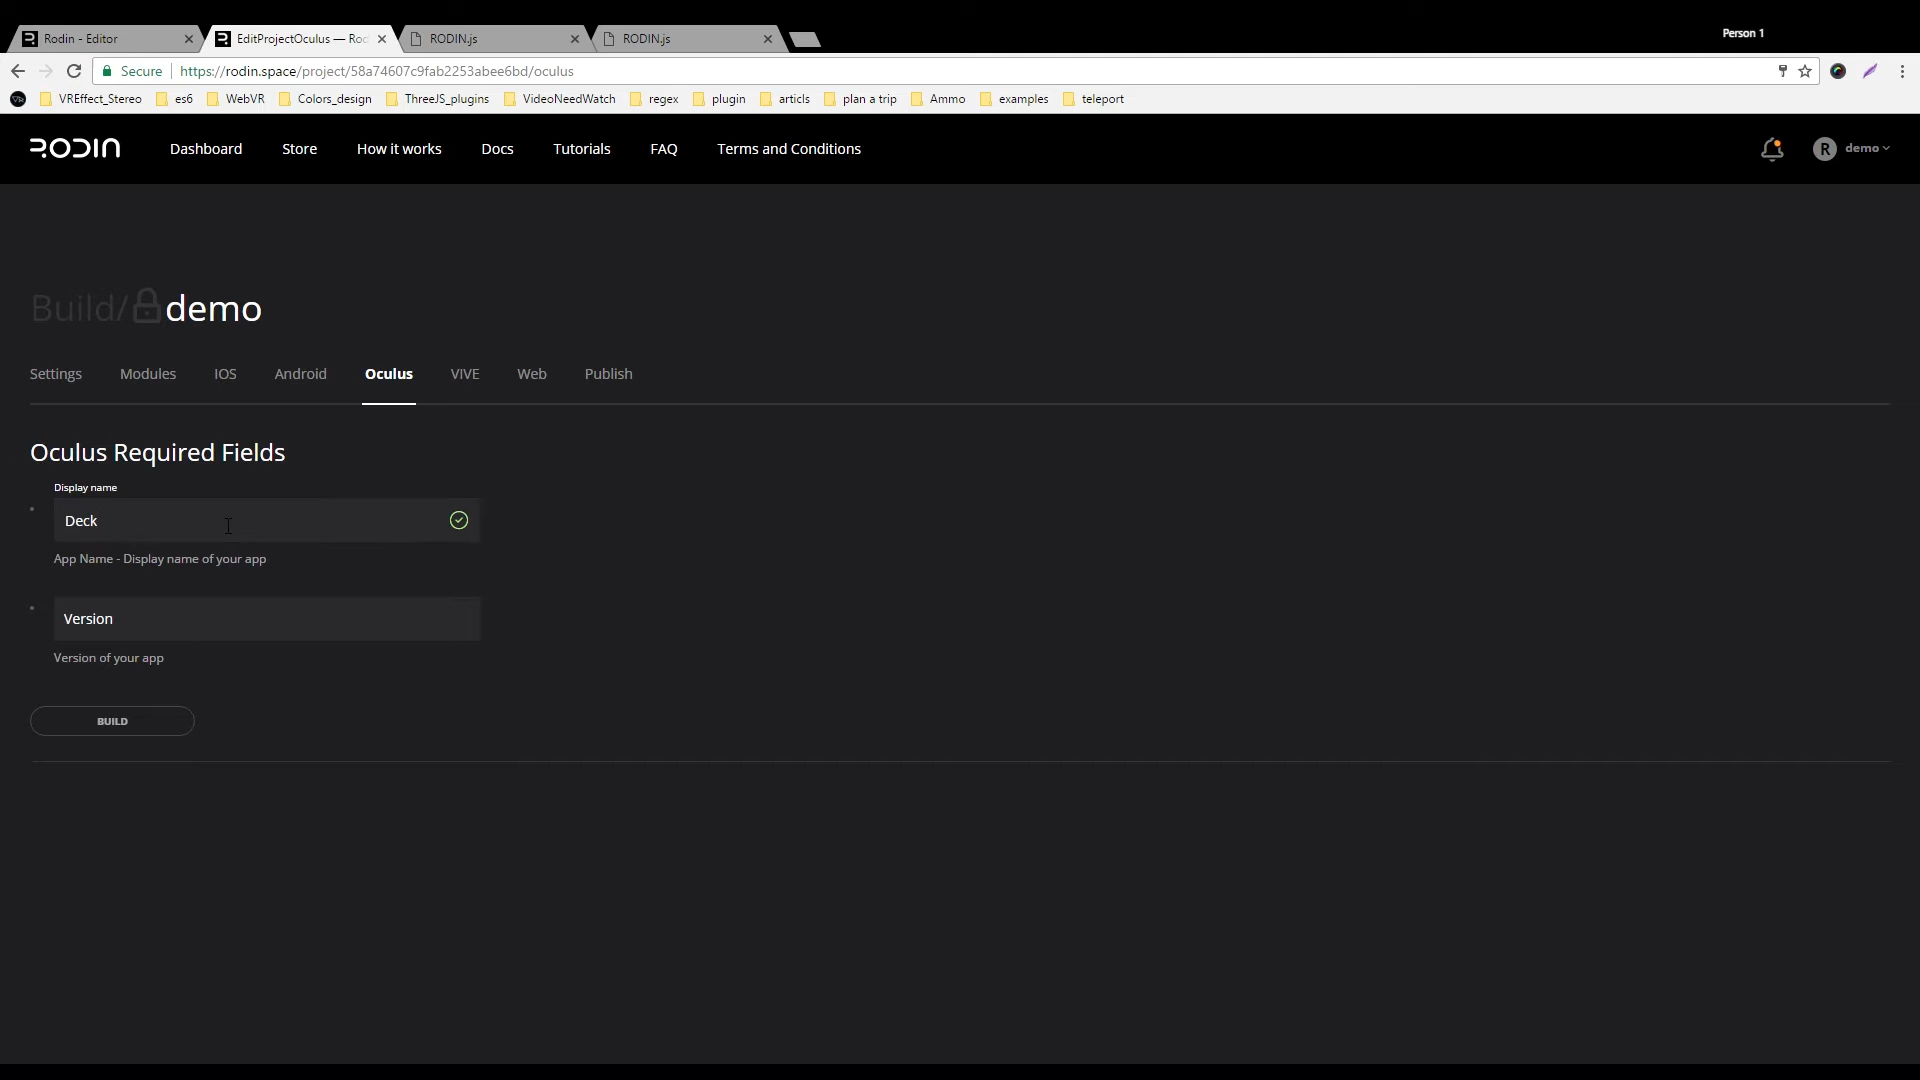 Rodin - Editor
EditProjectOculus — Roc
RODIN.js
RODIN.js
Person 1
Secure
https://rodin.space/project/58a74607c9fab2253abee6bd/oculus
VREffect_Stereo
es6
WebVR
Colors_design
ThreeJS_plugins
VideoNeedWatch
regex
plugin
articls
plan a trip
Ammo
examples
teleport
RODIN
Dashboard
Store
How it works
Docs
Tutorials
FAQ
Terms and Conditions
R
demo
Build/demo
Settings
Modules
IOS
Android
Oculus
VIVE
Web
Publish
Oculus Required Fields
Display name
Deck
App Name - Display name of your app
Version
Version of your app
BUILD